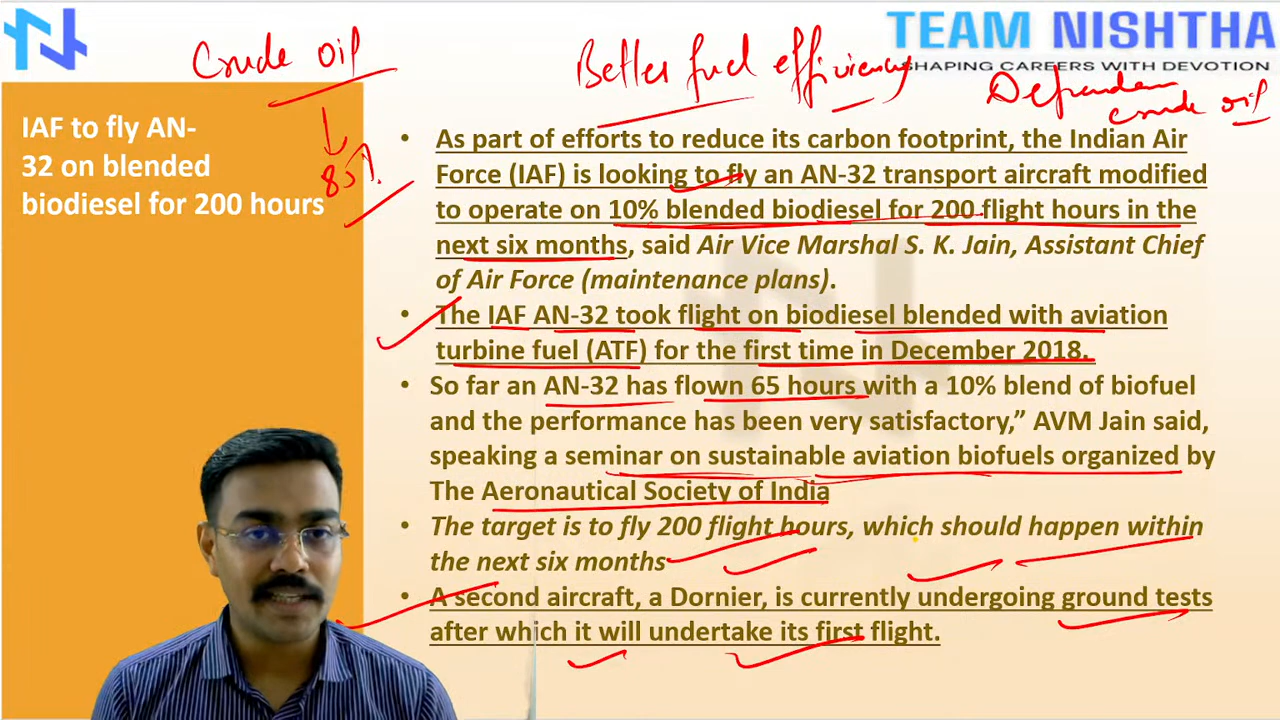 TEAM NISHTHA
SHAPING CAREERS WITH DEVOTION
Crude oil
85%
Better fuel efficiency
Dependen
crude oil
IAF to fly AN-
32 on blended
biodiesel for 200 hours
• As part of efforts to reduce its carbon footprint, the Indian Air
Force (IAF) is looking to fly an AN-32 transport aircraft modified
to operate on 10% blended biodiesel for 200 flight hours in the
next six months, said Air Vice Marshal S. K. Jain, Assistant Chief
of Air Force (maintenance plans).
• The IAF AN-32 took flight on biodiesel blended with aviation
turbine fuel (ATF) for the first time in December 2018.
• So far an AN-32 has flown 65 hours with a 10% blend of biofuel
and the performance has been very satisfactory,” AVM Jain said,
speaking a seminar on sustainable aviation biofuels organized by
The Aeronautical Society of India
• The target is to fly 200 flight hours, which should happen within
the next six months
• A second aircraft, a Dornier, is currently undergoing ground tests
after which it will undertake its first flight.